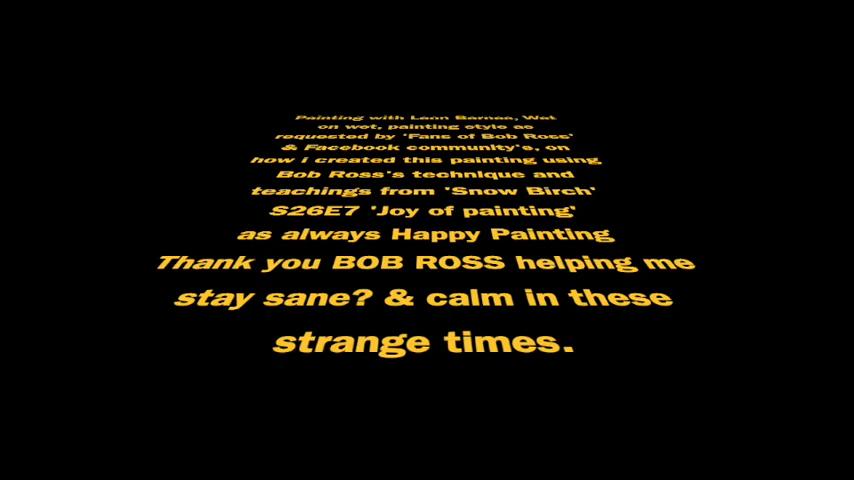 Painting with Leon Barnes, Wet
on wet, painting style as
requested by 'Fans of Bob Ross'
& Facebook community's, on
how i created this painting using
Bob Ross's technique and
teachings from 'Snow Birch'
S26E7 'Joy of painting'
as always Happy Painting
Thank you BOB ROSS helping me
stay sane? & calm in these
strange times.